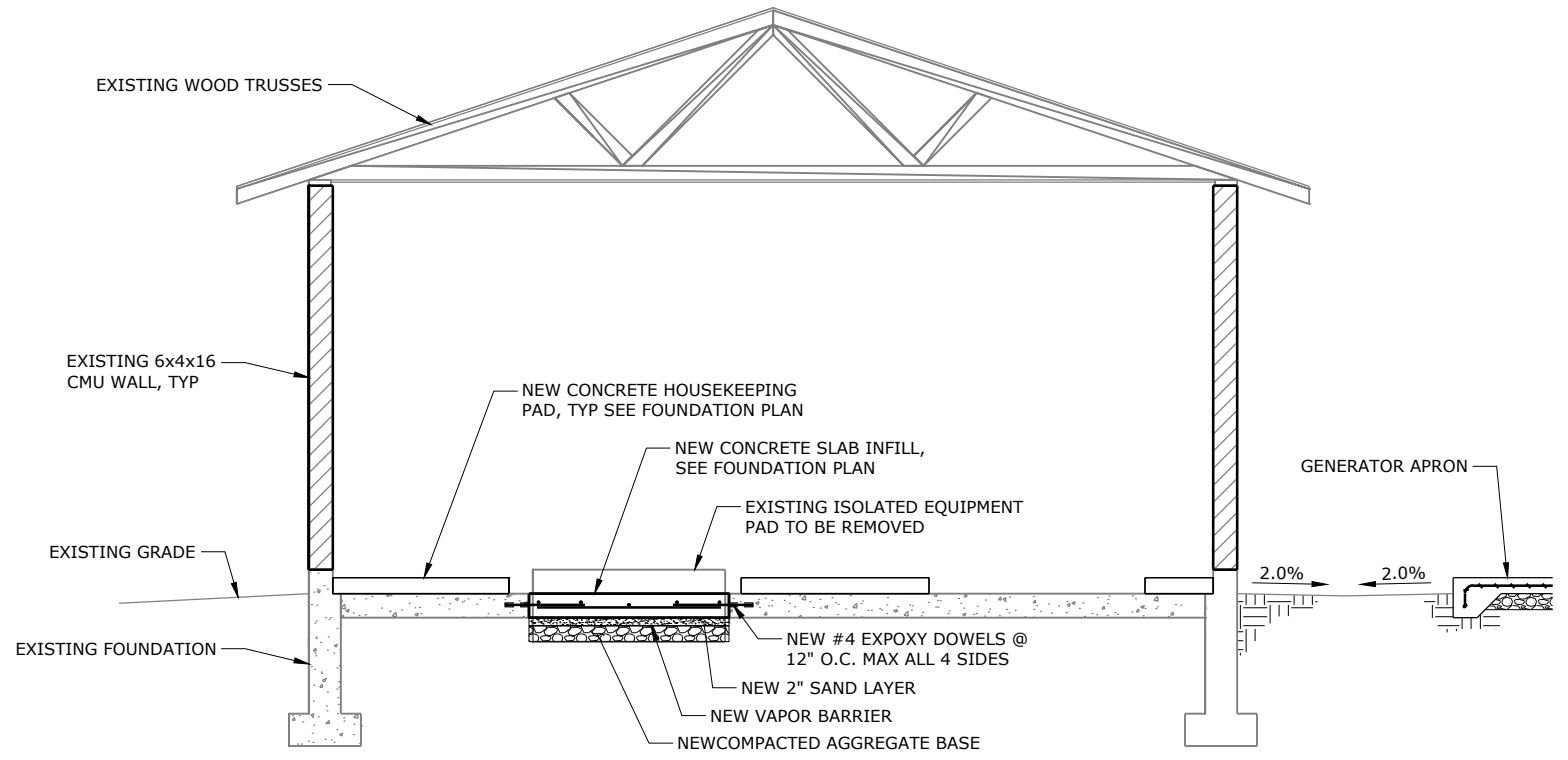 EXISTING WOOD TRUSSES
EXISTING 6x4x16
CMU WALL, TYP
NEW CONCRETE HOUSEKEEPING
PAD, TYP SEE FOUNDATION PLAN
NEW CONCRETE SLAB INFILL,
SEE FOUNDATION PLAN
GENERATOR APRON
EXISTING ISOLATED EQUIPMENT
PAD TO BE REMOVED
EXISTING GRADE
2.0%
2.0%
EXISTING FOUNDATION
NEW #4 EXPOXY DOWELS @
12" O.C. MAX ALL 4 SIDES
NEW 2" SAND LAYER
NEW VAPOR BARRIER
NEWCOMPACTED AGGREGATE BASE